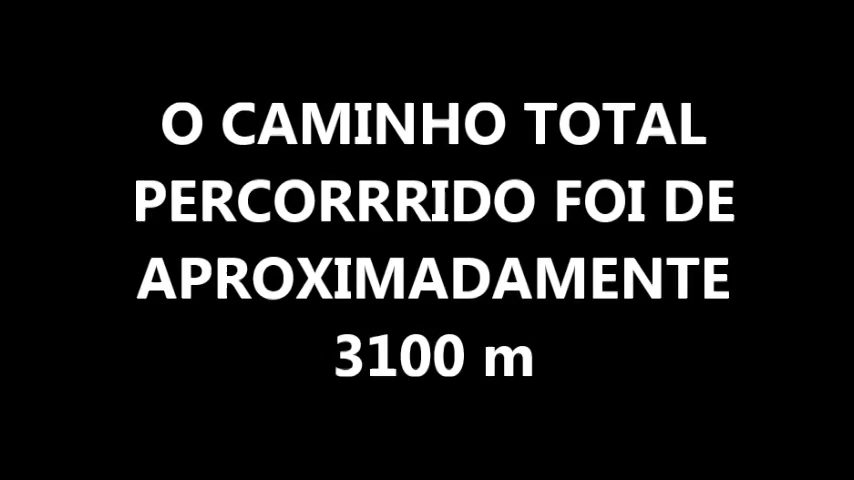 O CAMINHO TOTAL
PERCORRRIDO FOI DE
APROXIMADAMENTE
3100 m